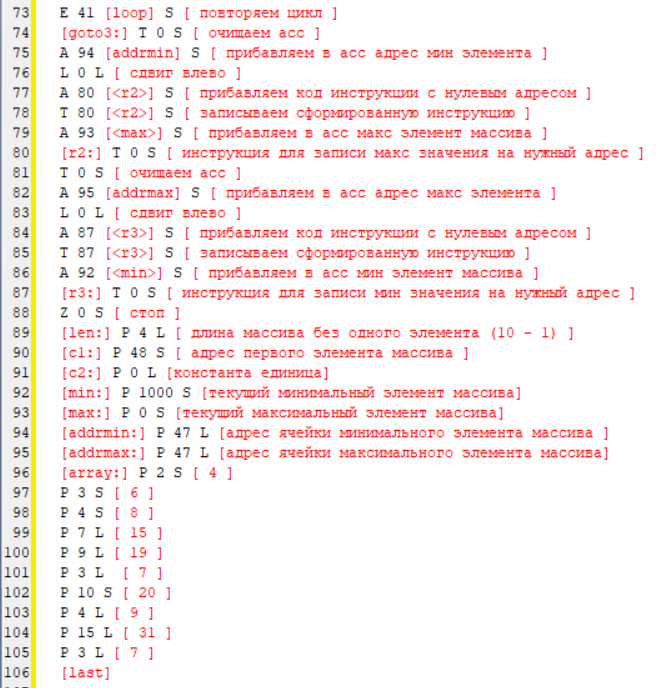 73 E 41 [loop] S [ повторяем цикл ]
74 [goto3:] T 0 S [ очищаем асс ]
75 A 94 [addrmin] S [ прибавляем в асс адрес мин элемента ]
76 L 0 L [ сдвиг влево ]
77 A 80 [<r2>] S [ прибавляем код инструкции с нулевым адресом ]
78 T 80 [<r2>] S [ записываем сформированную инструкцию ]
79 A 93 [<max>] S [ прибавляем в асс макс элемент массива ]
80 [r2:] T 0 S [ инструкция для записи макс значения на нужный адрес ]
81 T 0 S [ очищаем асс ]
82 A 95 [addrmax] S [ прибавляем в асс адрес макс элемента ]
83 L 0 L [ сдвиг влево ]
84 A 87 [<r3>] S [ прибавляем код инструкции с нулевым адресом ]
85 T 87 [<r3>] S [ записываем сформированную инструкцию ]
86 A 92 [<min>] S [ прибавляем в асс мин элемент массива ]
87 [r3:] T 0 S [ инструкция для записи мин значения на нужный адрес ]
88 Z 0 S [ стоп ]
89 [len:] P 4 L [ длина массива без одного элемента (10 - 1) ]
90 [c1:] P 48 S [ адрес первого элемента массива ]
91 [c2:] P 0 L [константа единица]
92 [min:] P 1000 S [текущий минимальный элемент массива]
93 [max:] P 0 S [текущий максимальный элемент массива]
94 [addrmin:] P 47 L [адрес ячейки минимального элемента массива ]
95 [addrmax:] P 47 L [адрес ячейки максимального элемента массива]
96 [array:] P 2 S [ 4 ]
97 P 3 S [ 6 ]
98 P 4 S [ 8 ]
99 P 7 L [ 15 ]
100 P 9 L [ 19 ]
101 P 3 L [ 7 ]
102 P 10 S [ 20 ]
103 P 4 L [ 9 ]
104 P 15 L [ 31 ]
105 P 3 L [ 7 ]
106 [last]